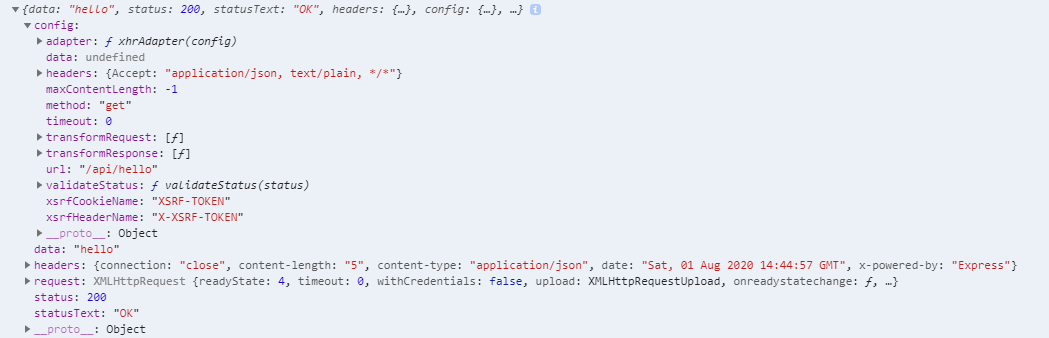 ▼{data: "hello", status: 200, statusText: "OK", headers: {…}, config: {…}, …} i
▼config:
▶adapter: ƒ xhrAdapter(config)
data: undefined
▶headers: {Accept: "application/json, text/plain, */*"}
maxContentLength: -1
method: "get"
timeout: 0
▶transformRequest: [ƒ]
▶transformResponse: [ƒ]
url: "/api/hello"
▶validateStatus: ƒ validateStatus(status)
xsrfCookieName: "XSRF-TOKEN"
xsrfHeaderName: "X-XSRF-TOKEN"
▶__proto__: Object
data: "hello"
▶headers: {connection: "close", content-length: "5", content-type: "application/json", date: "Sat, 01 Aug 2020 14:44:57 GMT", x-powered-by: "Express"}
▶request: XMLHttpRequest {readyState: 4, timeout: 0, withCredentials: false, upload: XMLHttpRequestUpload, onreadystatechange: ƒ, …}
status: 200
statusText: "OK"
▶__proto__: Object